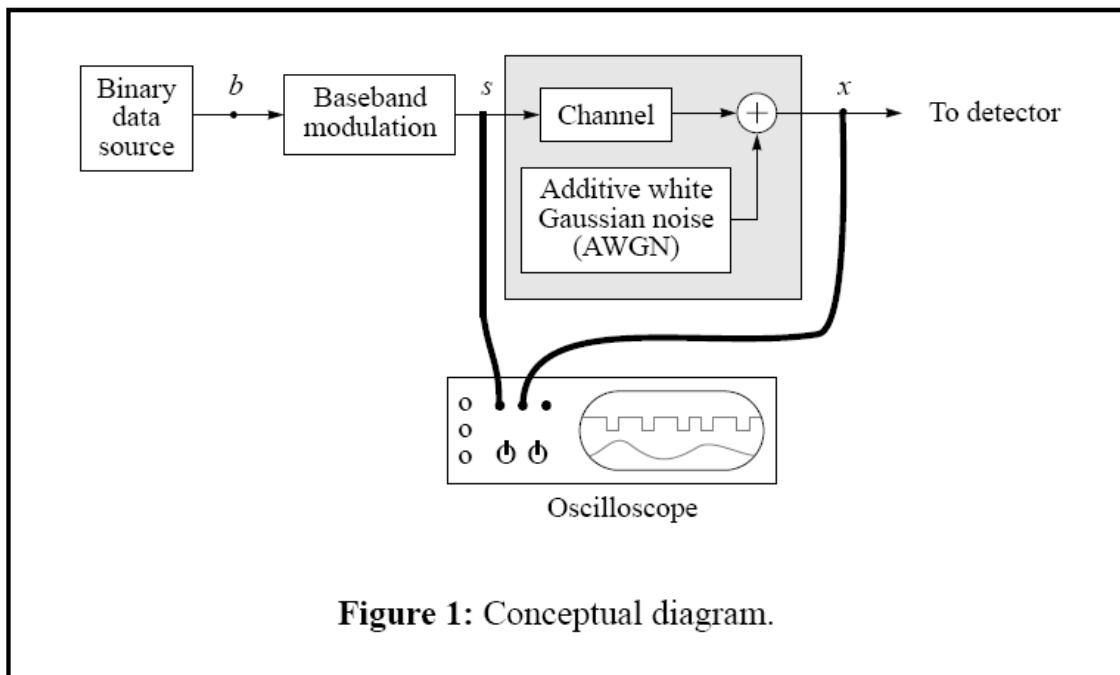 b
s
x
Binary
data
source
Baseband
modulation
Channel
+
To detector
Additive white
Gaussian noise
(AWGN)
Oscilloscope
Figure 1: Conceptual diagram.